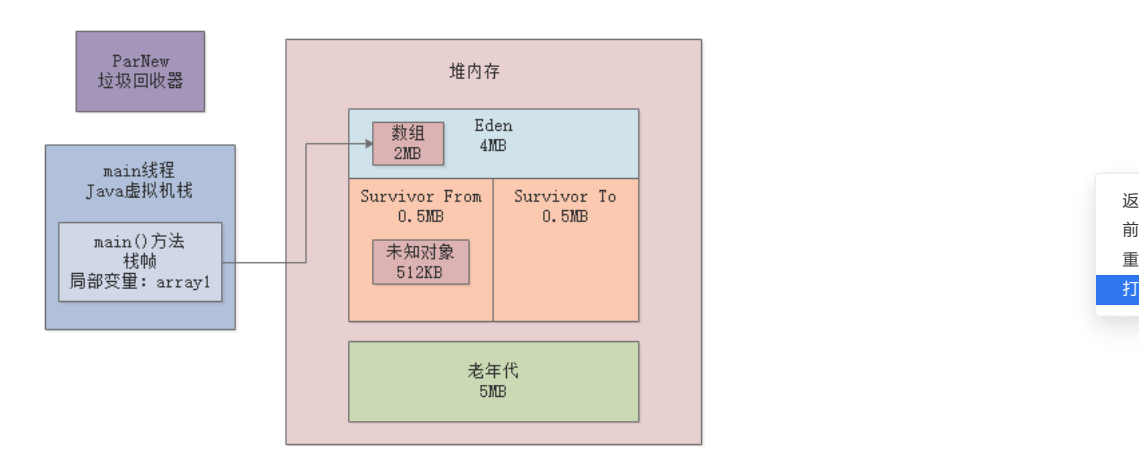 ParNew
垃圾回收器
堆内存
数组
2MB
Eden
4MB
main线程
Java虚拟机栈
main()方法
栈帧
局部变量: array1
Survivor From
0.5MB
Survivor To
0.5MB
未知对象
512KB
老年代
5MB
返
前
重
打